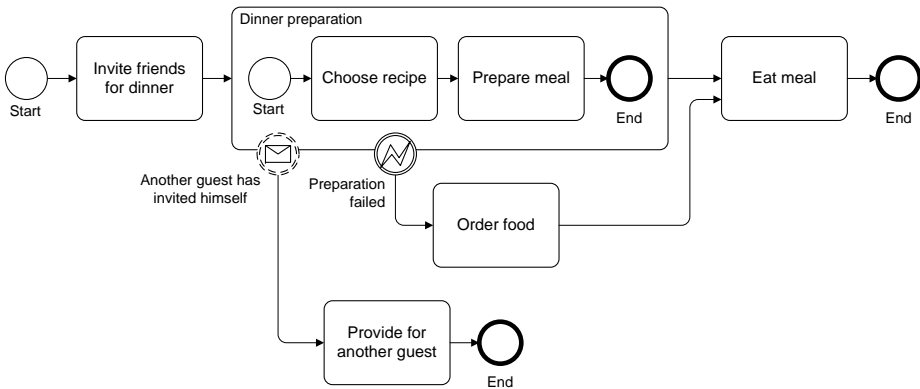 Dinner preparation
Start
Invite friends
for dinner
Start
Choose recipe
Prepare meal
End
Eat meal
End
Another guest has
invited himself
Preparation
failed
Order food
Provide for
another guest
End